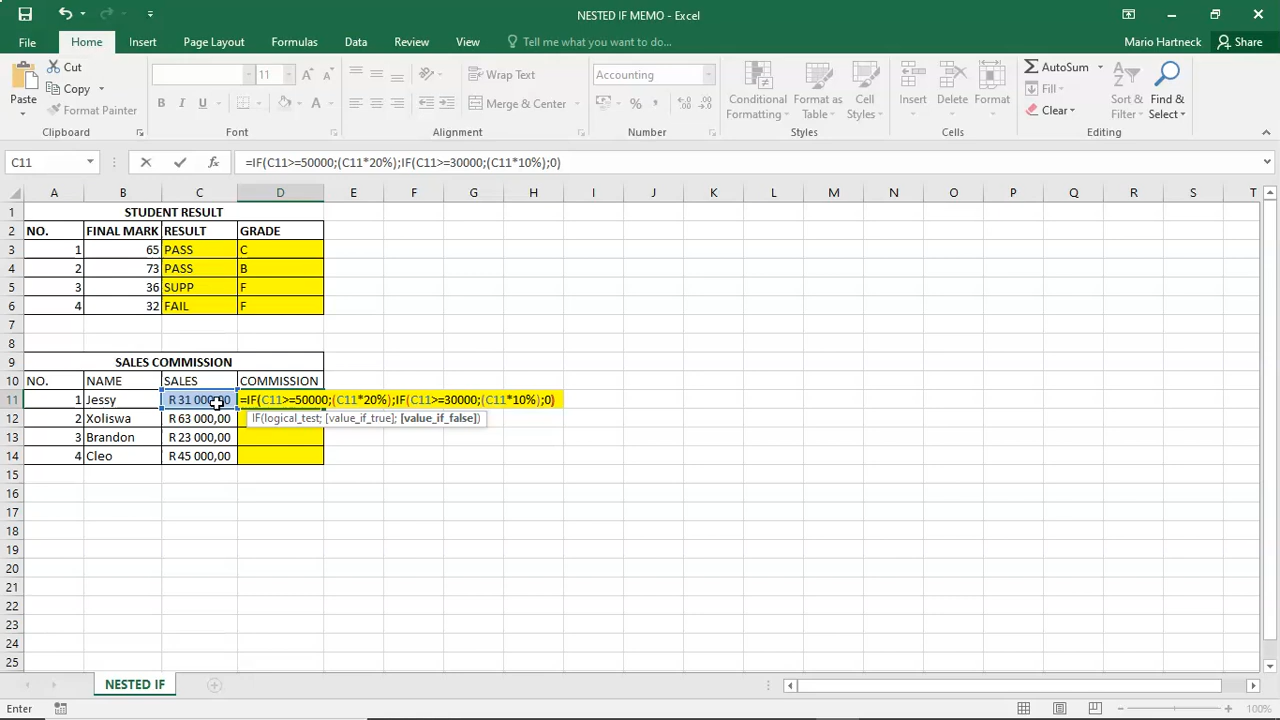 NESTED IF MEMO - Excel
File Home Insert Page Layout Formulas Data Review View Tell me what you want to do... Mario Hartneck Share
Paste
Cut
Copy
Format Painter
Clipboard
11
B I U
Font
Wrap Text
Merge & Center
Alignment
Accounting
%
Number
Conditional Formatting
Format as Table
Cell Styles
Styles
Insert
Delete
Format
Cells
AutoSum
Fill
Clear
Sort & Filter
Find & Select
Editing
C11 fx =IF(C11>=50000;(C11*20%);IF(C11>=30000;(C11*10%);0)
A B C D E F G H I J K L M N O P Q R S T
1 STUDENT RESULT
2 NO. FINAL MARK RESULT GRADE
3 1 65 PASS C
4 2 73 PASS B
5 3 36 SUPP F
6 4 32 FAIL F
7
8
9 SALES COMMISSION
10 NO. NAME SALES COMMISSION
11 1 Jessy R 31 000,00 =IF(C11>=50000;(C11*20%);IF(C11>=30000;(C11*10%);0)
12 2 Xoliswa R 63 000,00 IF(logical_test; [value_if_true]; [value_if_false])
13 3 Brandon R 23 000,00
14 4 Cleo R 45 000,00
15
16
17
18
19
20
21
22
23
24
25
NESTED IF
Enter 100%